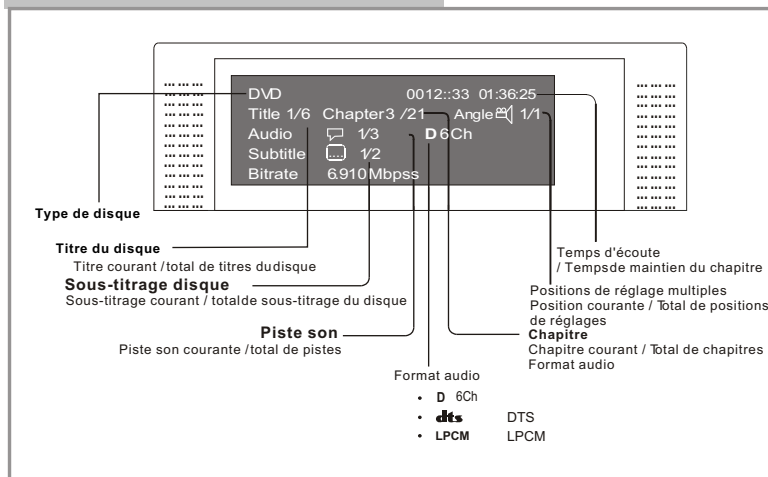 DVD 0012::33 01:36:25
Title 1/6 Chapter3 /21 Angle 1/1
Audio 1/3 D 6Ch
Subtitle 1/2
Bitrate 6.910 Mbpss
Type de disque
Titre du disque
Titre courant / total de titres dudisque
Sous-titrage disque
Sous-titrage courant / totalde sous-titrage du disque
Piste son
Piste son courante / total de pistes
Temps d'écoute
/ Tempsde maintien du chapitre
Positions de réglage multiples
Position courante / Total de positions
de réglages
Chapitre
Chapitre courant / Total de chapitres
Format audio
Format audio
• D 6Ch
• dts DTS
• LPCM LPCM